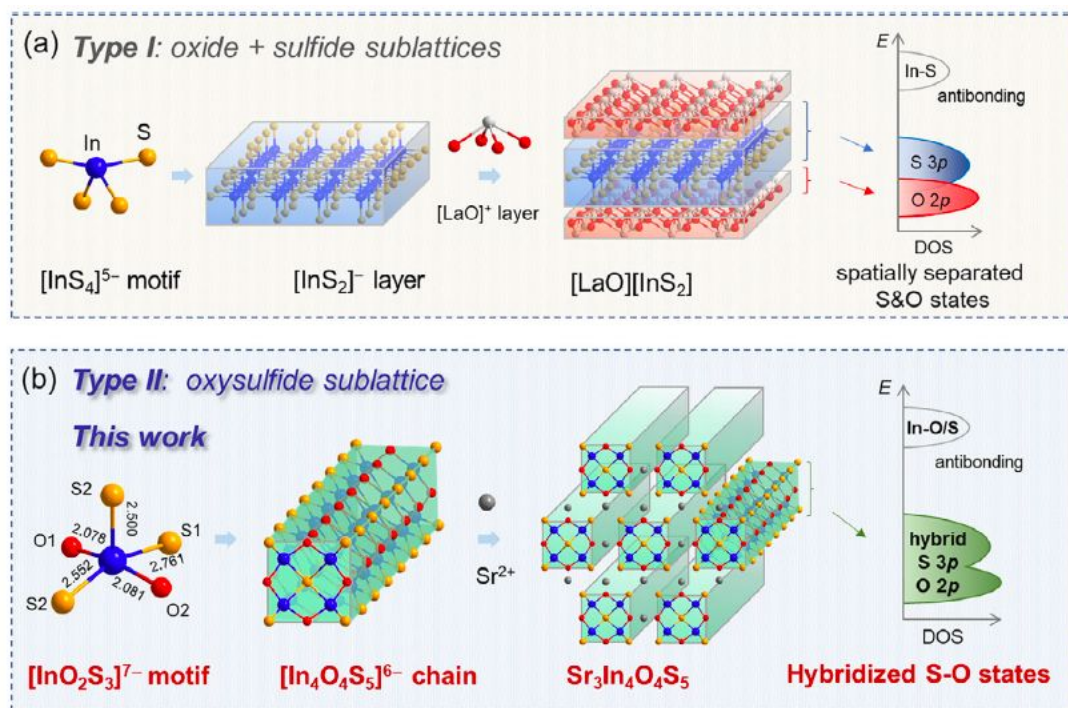 (a) Type I: oxide + sulfide sublattices
In
S
[InS₄]⁵⁻ motif
[InS₂]⁻ layer
[LaO]⁺ layer
[LaO][InS₂]
E
In-S
antibonding
S 3p
O 2p
DOS
spatially separated
S&O states
(b) Type II: oxysulfide sublattice
This work
S2
2.500
O1
2.078
S1
2.761
2.552
2.081
S2
O2
[InO₂S₃]⁷⁻ motif
[In₄O₄S₅]⁶⁻ chain
Sr²⁺
Sr₃In₄O₄S₅
E
In-O/S
antibonding
hybrid
S 3p
O 2p
DOS
Hybridized S-O states